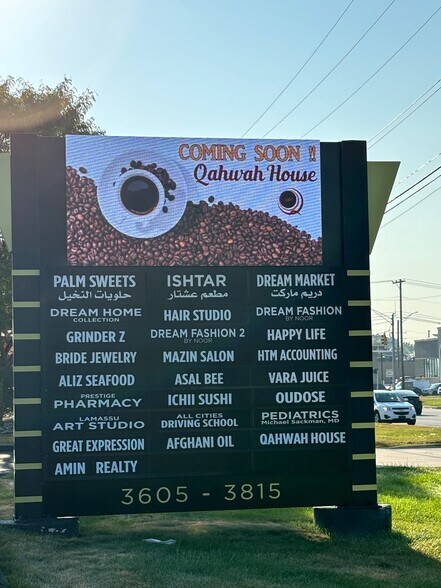 COMING SOON !!
Qahwah House
PALM SWEETS ISHTAR DREAM MARKET
حلويات النخيل مطعم عشتار دريم ماركت
DREAM HOME HAIR STUDIO DREAM FASHION
COLLECTION BY NOOR
GRINDER Z DREAM FASHION 2 HAPPY LIFE
BY NOOR
BRIDE JEWELRY MAZIN SALON HTM ACCOUNTING
ALIZ SEAFOOD ASAL BEE VARA JUICE
PRESTIGE
PHARMACY ICHII SUSHI OUDOSE
LAMASSU ALL CITIES PEDIATRICS
ART STUDIO DRIVING SCHOOL Michael Sackman, MD
GREAT EXPRESSION AFGHANI OIL QAHWAH HOUSE
AMIN REALTY
3605 - 3815